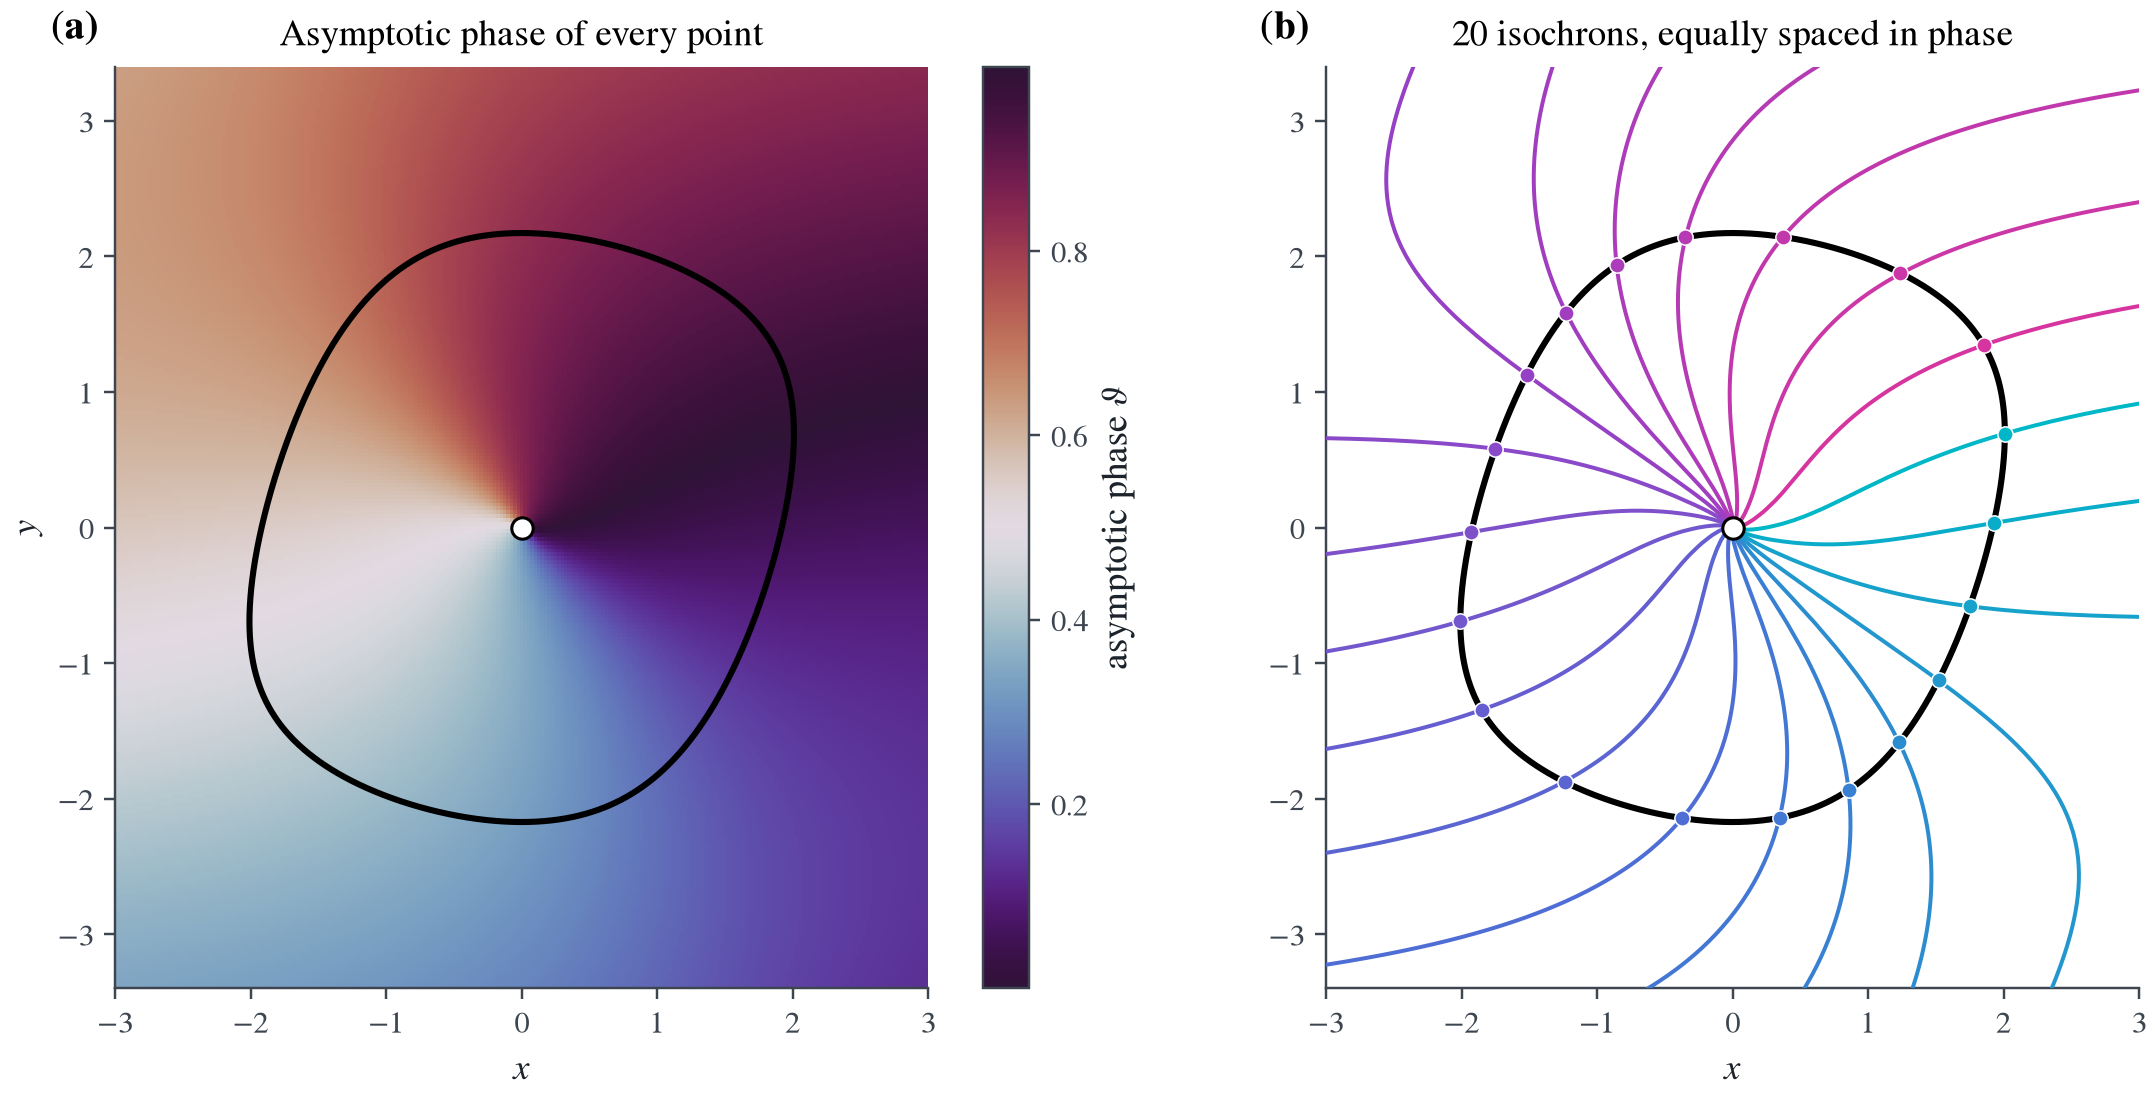 (a)
Asymptotic phase of every point
3
2
1
0
−1
−2
−3
y
−3 −2 −1 0 1 2 3
x
0.8
0.6
0.4
0.2
asymptotic phase ϑ
(b)
20 isochrons, equally spaced in phase
3
2
1
0
−1
−2
−3
−3 −2 −1 0 1 2 3
x